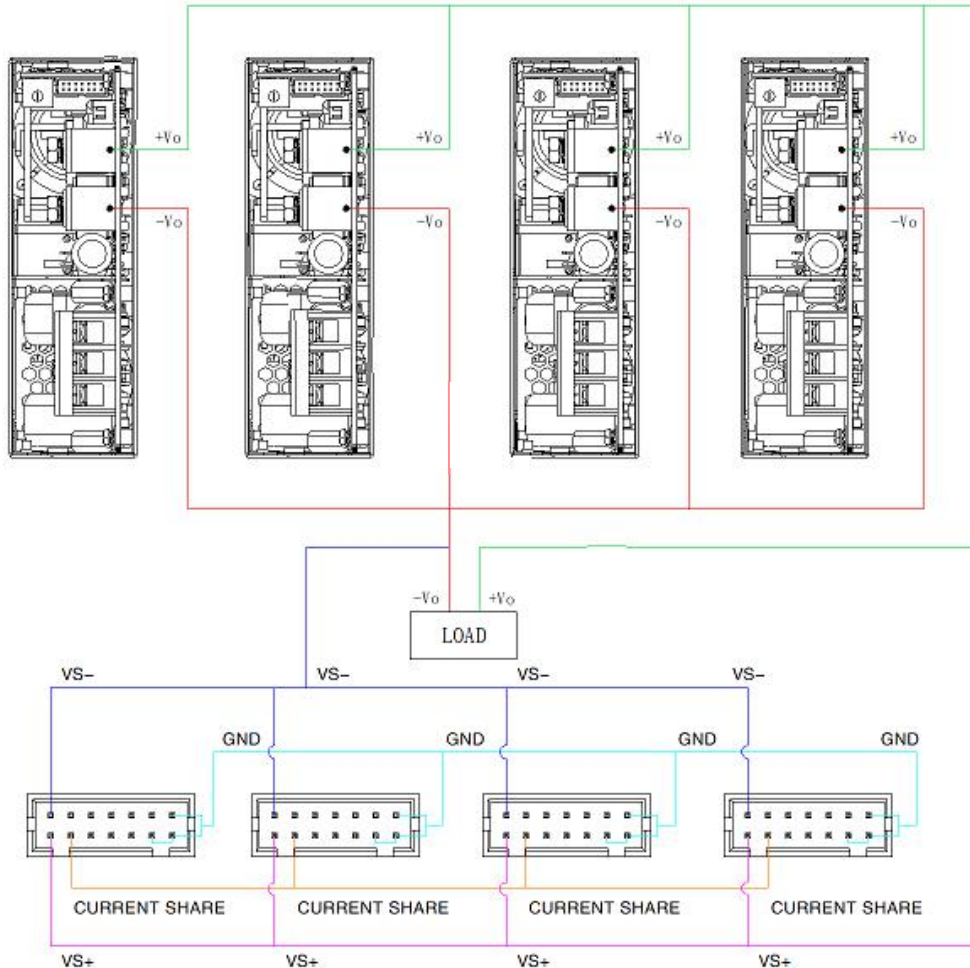 +Vo
+Vo
+Vo
+Vo
-Vo
-Vo
-Vo
-Vo
-Vo
+Vo
LOAD
VS-
VS-
VS-
VS-
GND
GND
GND
GND
CURRENT SHARE
CURRENT SHARE
CURRENT SHARE
CURRENT SHARE
VS+
VS+
VS+
VS+